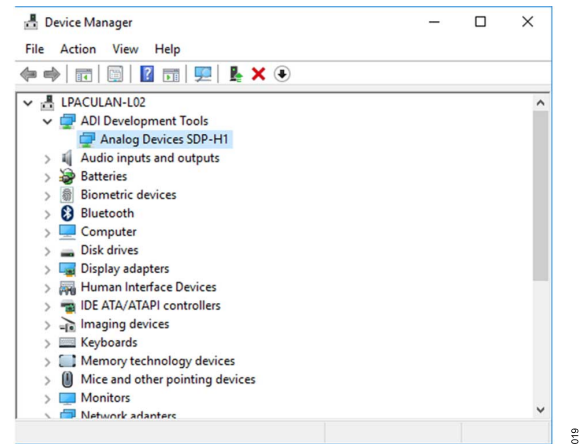 Device Manager
File Action View Help
LPACULAN-L02
ADI Development Tools
Analog Devices SDP-H1
Audio inputs and outputs
Batteries
Biometric devices
Bluetooth
Computer
Disk drives
Display adapters
Human Interface Devices
IDE ATA/ATAPI controllers
Imaging devices
Keyboards
Memory technology devices
Mice and other pointing devices
Monitors
Network adapters
019